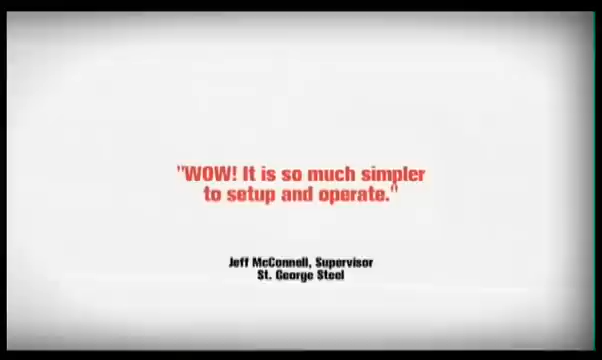 "WOW! It is so much simpler
to setup and operate."
Jeff McConnell, Supervisor
St. George Steel